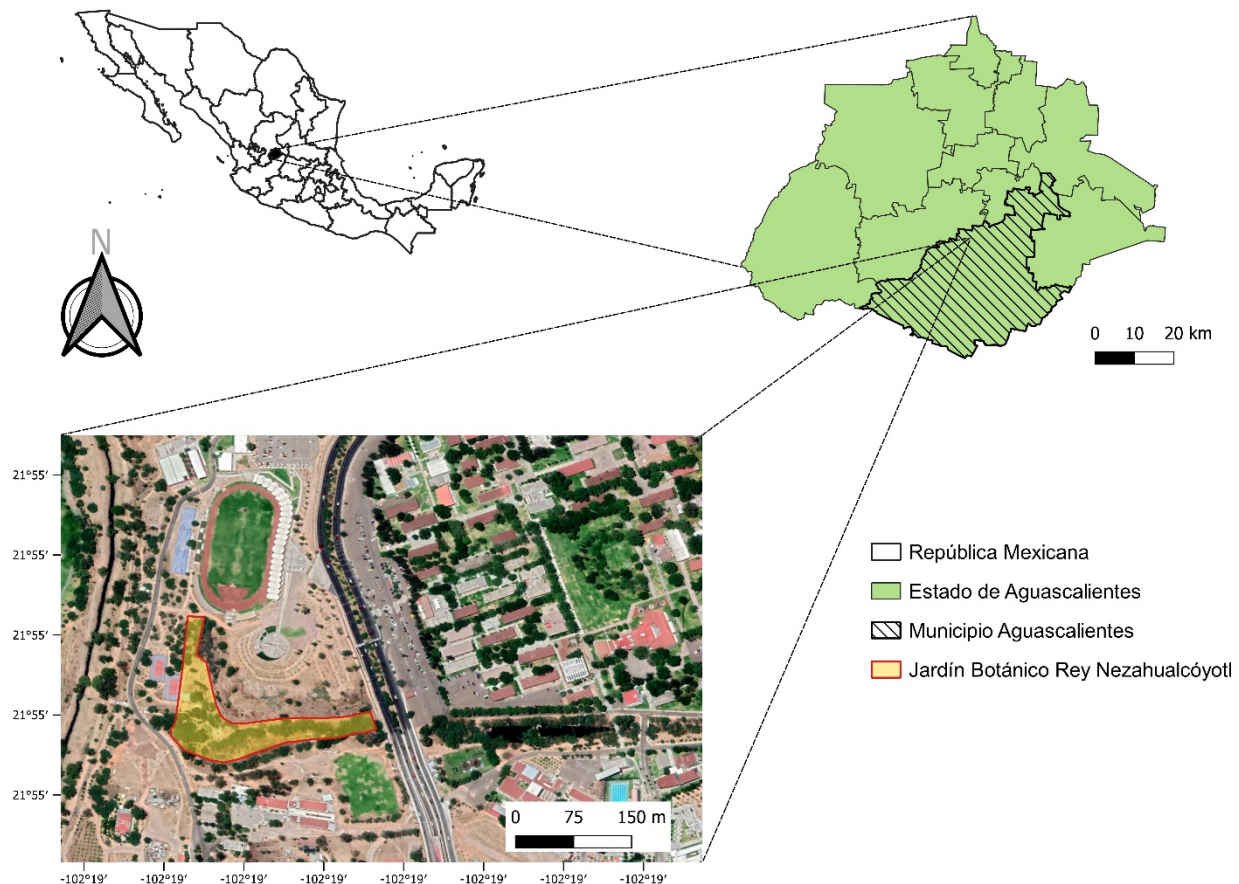 N
0 10 20 km
21°55′
21°55′
21°55′
21°55′
21°55′
República Mexicana
Estado de Aguascalientes
Municipio Aguascalientes
Jardín Botánico Rey Nezahualcóyotl
0 75 150 m
-102°19′ -102°19′ -102°19′ -102°19′ -102°19′ -102°19′ -102°19′ -102°19′